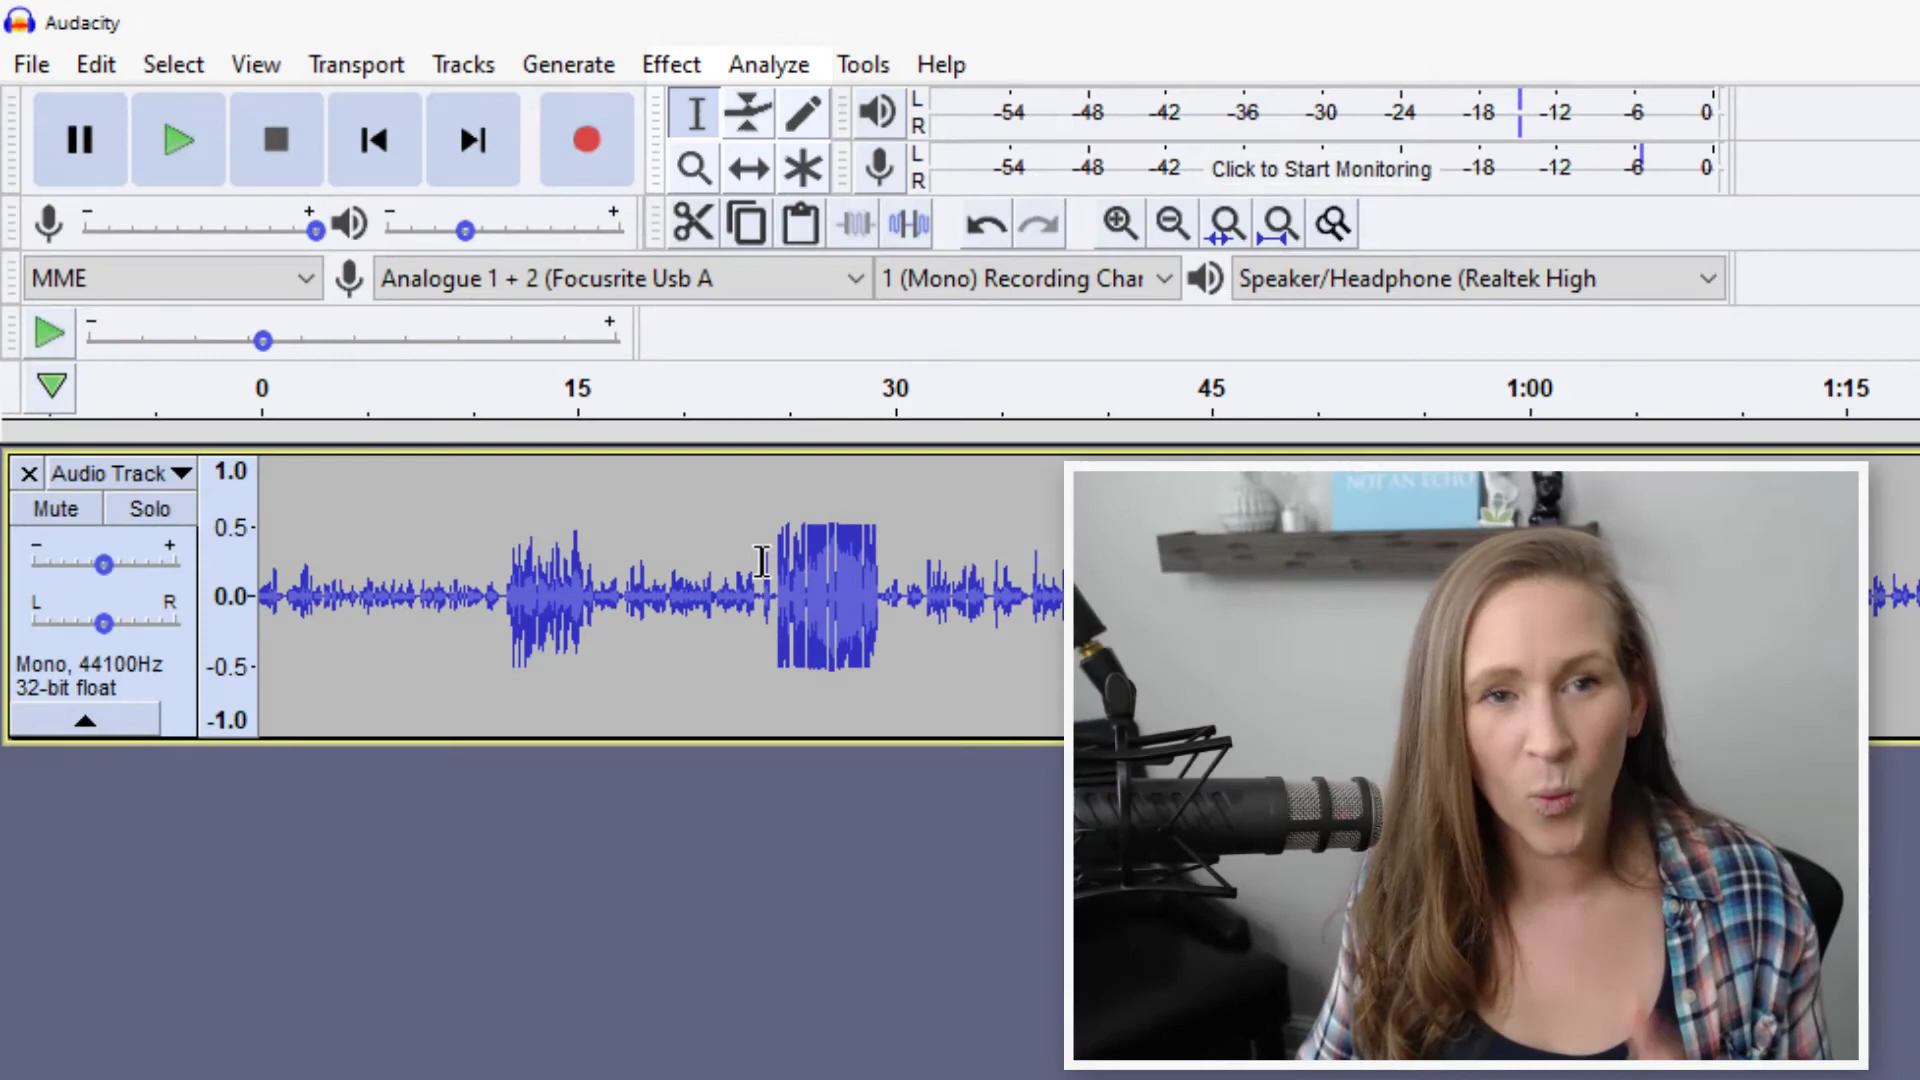 Audacity
File Edit Select View Transport Tracks Generate Effect Analyze Tools Help
L
R
-54 -48 -42 -36 -30 -24 -18 -12 -6 0
L
R
-54 -48 -42 Click to Start Monitoring -18 -12 -6 0
- + - +
MME Analogue 1 + 2 (Focusrite Usb A 1 (Mono) Recording Char Speaker/Headphone (Realtek High
- +
0 15 30 45 1:00 1:15
X Audio Track 1.0
Mute Solo
0.5
- +
L R
0.0
Mono, 44100Hz
-0.5
32-bit float
-1.0
NOT AN ECHO